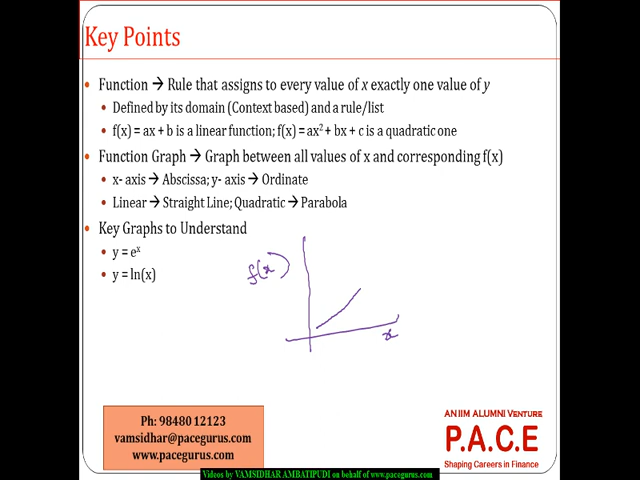 Key Points
• Function → Rule that assigns to every value of x exactly one value of y
• Defined by its domain (Context based) and a rule/list
• f(x) = ax + b is a linear function; f(x) = ax² + bx + c is a quadratic one
• Function Graph → Graph between all values of x and corresponding f(x)
• x- axis → Abscissa; y- axis → Ordinate
• Linear → Straight Line; Quadratic → Parabola
• Key Graphs to Understand
• y = eˣ
• y = ln(x)
f(x)
x
Ph: 98480 12123
vamsidhar@pacegurus.com
www.pacegurus.com
AN IIM ALUMNI VENTURE
P.A.C.E
Shaping Careers in Finance
Videos by VAMSIDHAR AMBATIPUDI on behalf of www.pacegurus.com